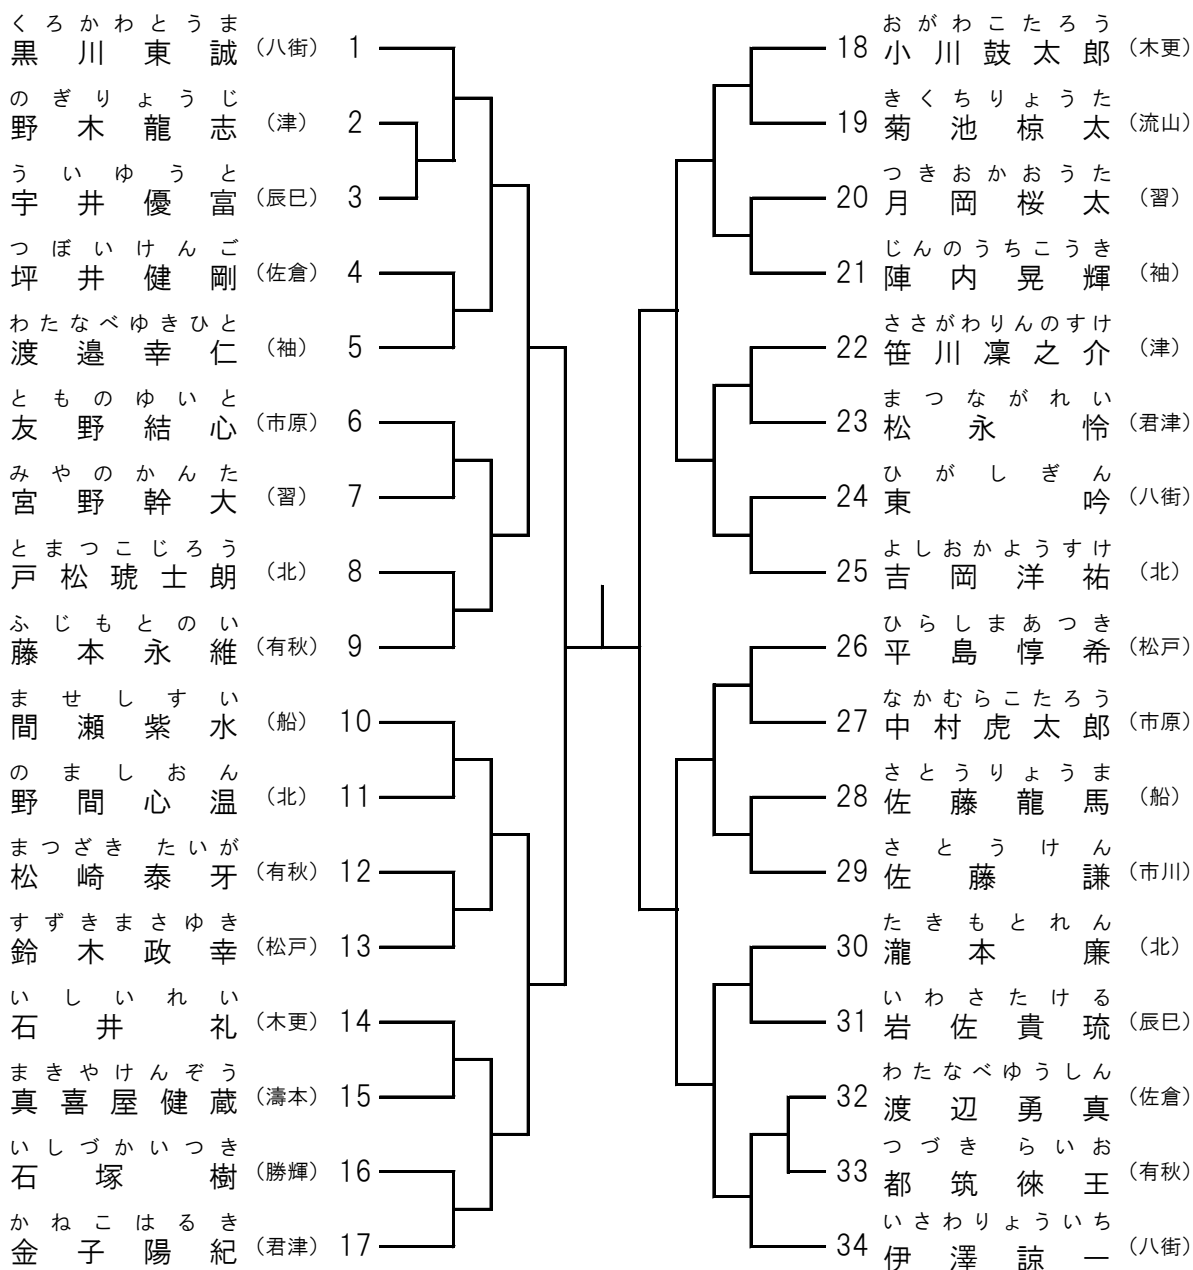 くろかわとうま
黒川東誠 (八街) 1
のぎりょうじ
野木龍志 (津) 2
ういゆうと
宇井優富 (辰巳) 3
つぼいけんご
坪井健剛 (佐倉) 4
わたなべゆきひと
渡邉幸仁 (袖) 5
とものゆいと
友野結心 (市原) 6
みやのかんた
宮野幹大 (習) 7
とまつこじろう
戸松琥士朗 (北) 8
ふじもとのい
藤本永維 (有秋) 9
ませしすい
間瀬紫水 (船) 10
のましおん
野間心温 (北) 11
まつざき たいが
松崎泰牙 (有秋) 12
すずきまさゆき
鈴木政幸 (松戸) 13
いしいれい
石井礼 (木更) 14
まきやけんぞう
真喜屋健蔵 (濤本) 15
いしづかいつき
石塚樹 (勝輝) 16
かねこはるき
金子陽紀 (君津) 17
おがわこたろう
18 小川鼓太郎 (木更)
きくちりょうた
19 菊池椋太 (流山)
つきおかおうた
20 月岡桜太 (習)
じんのうちこうき
21 陣内晃輝 (袖)
ささがわりんのすけ
22 笹川凜之介 (津)
まつながれい
23 松永怜 (君津)
ひがしぎん
24 東吟 (八街)
よしおかようすけ
25 吉岡洋祐 (北)
ひらしまあつき
26 平島惇希 (松戸)
なかむらこたろう
27 中村虎太郎 (市原)
さとうりょうま
28 佐藤龍馬 (船)
さとうけん
29 佐藤謙 (市川)
たきもとれん
30 瀧本廉 (北)
いわさたける
31 岩佐貴琉 (辰巳)
わたなべゆうしん
32 渡辺勇真 (佐倉)
つづき らいお
33 都筑徠王 (有秋)
いさわりょういち
34 伊澤諒一 (八街)